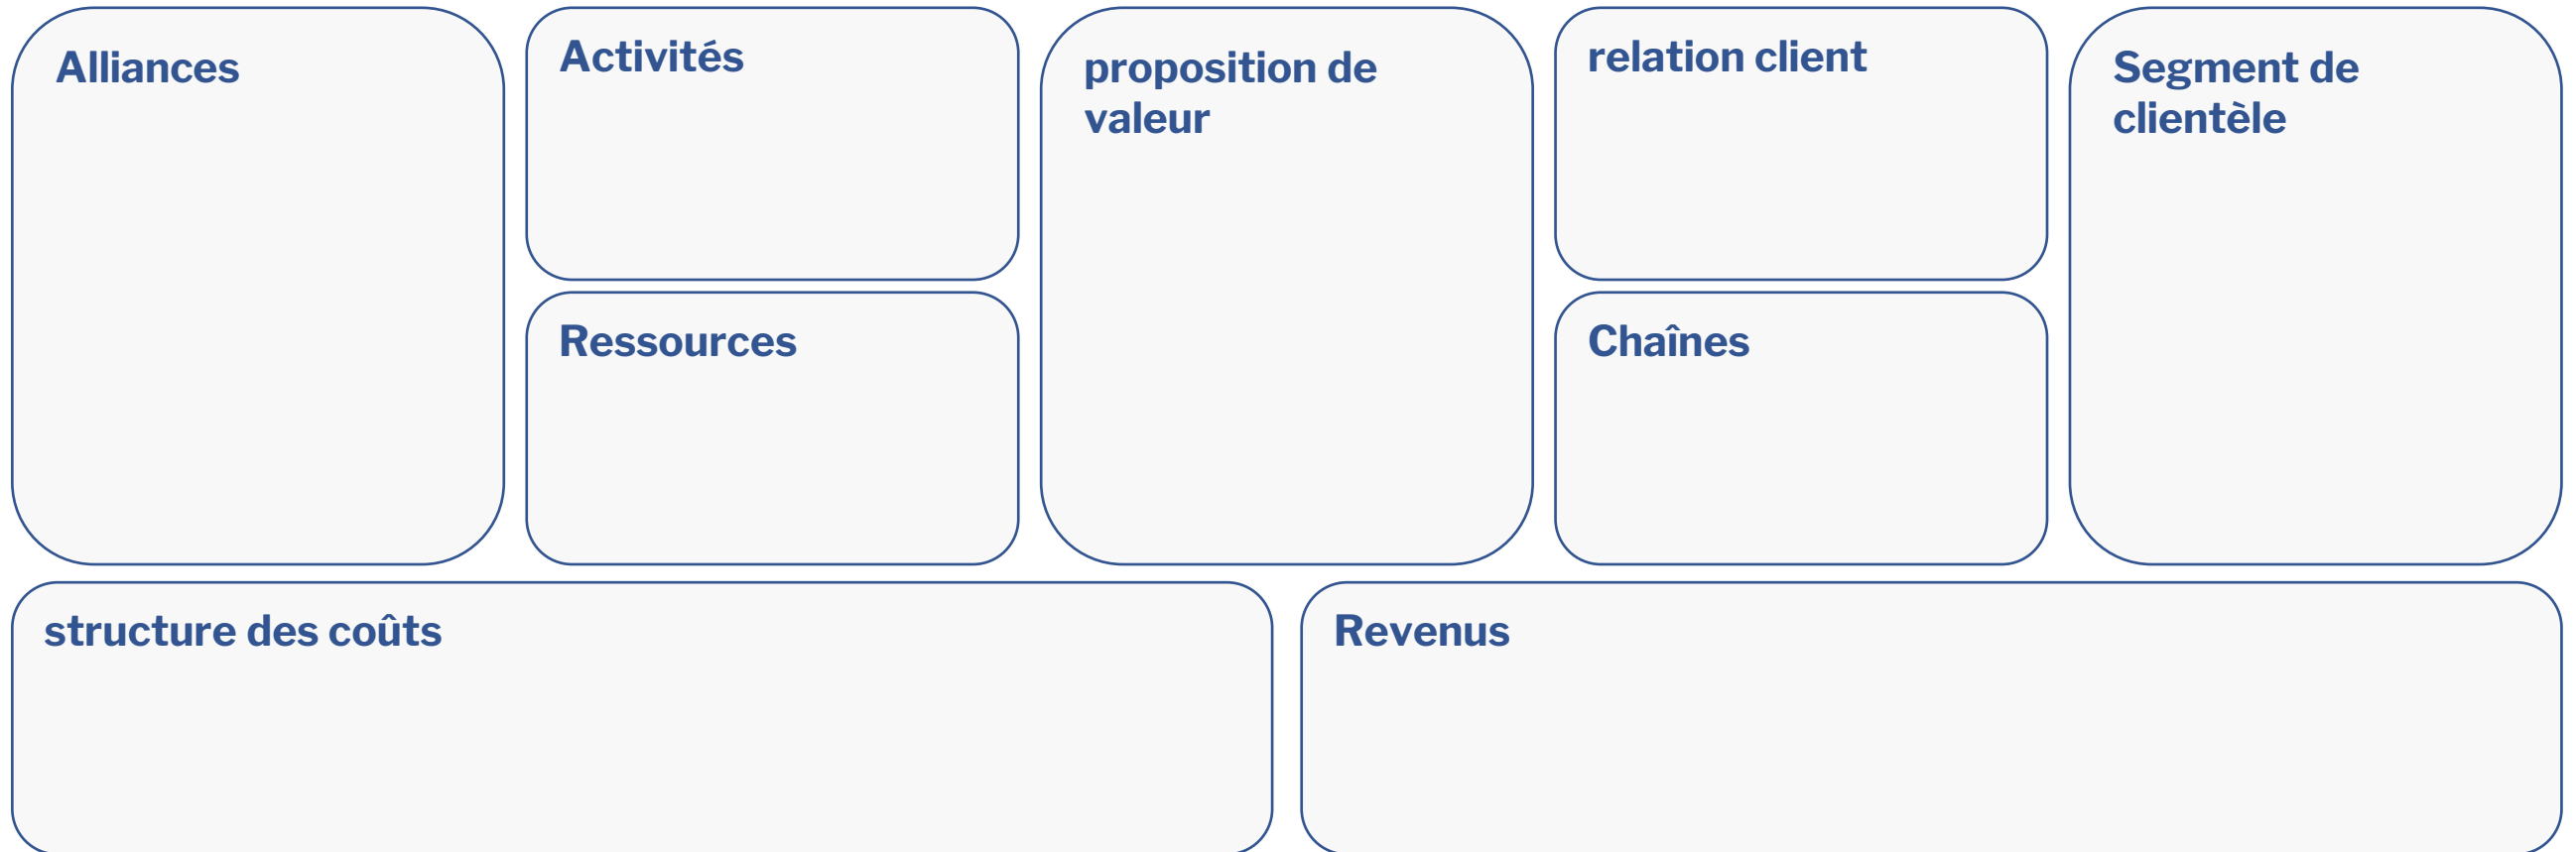 Alliances
Activités
Ressources
proposition de
valeur
relation client
Chaînes
Segment de
clientèle
structure des coûts
Revenus